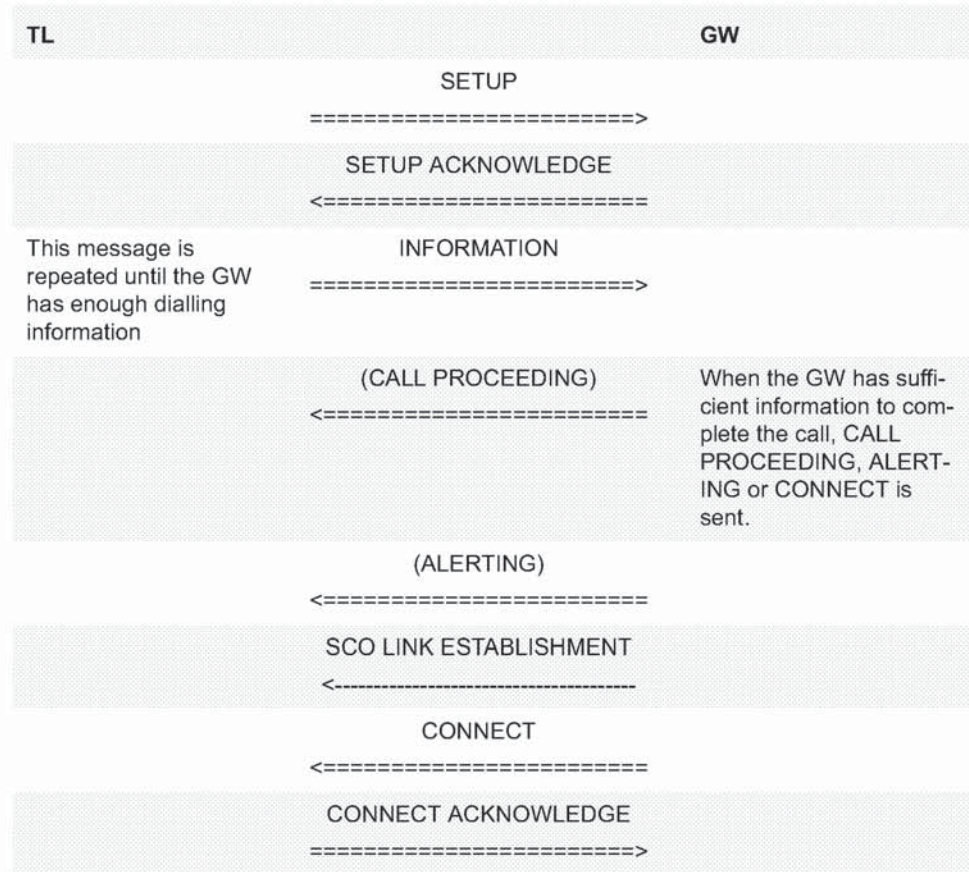 TL GW
SETUP
========================>
SETUP ACKNOWLEDGE
<========================
This message is
repeated until the GW
has enough dialling
information
INFORMATION
========================>
(CALL PROCEEDING)
<========================
When the GW has suffi-
cient information to com-
plete the call, CALL
PROCEEDING, ALERT-
ING or CONNECT is
sent.
(ALERTING)
<========================
SCO LINK ESTABLISHMENT
<---------------------------------------
CONNECT
<========================
CONNECT ACKNOWLEDGE
========================>